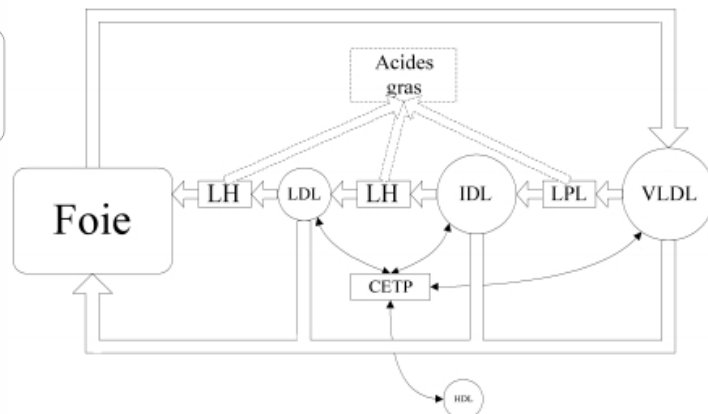 Acides
gras
Foie
LH
LDL
LH
IDL
LPL
VLDL
CETP
HDL